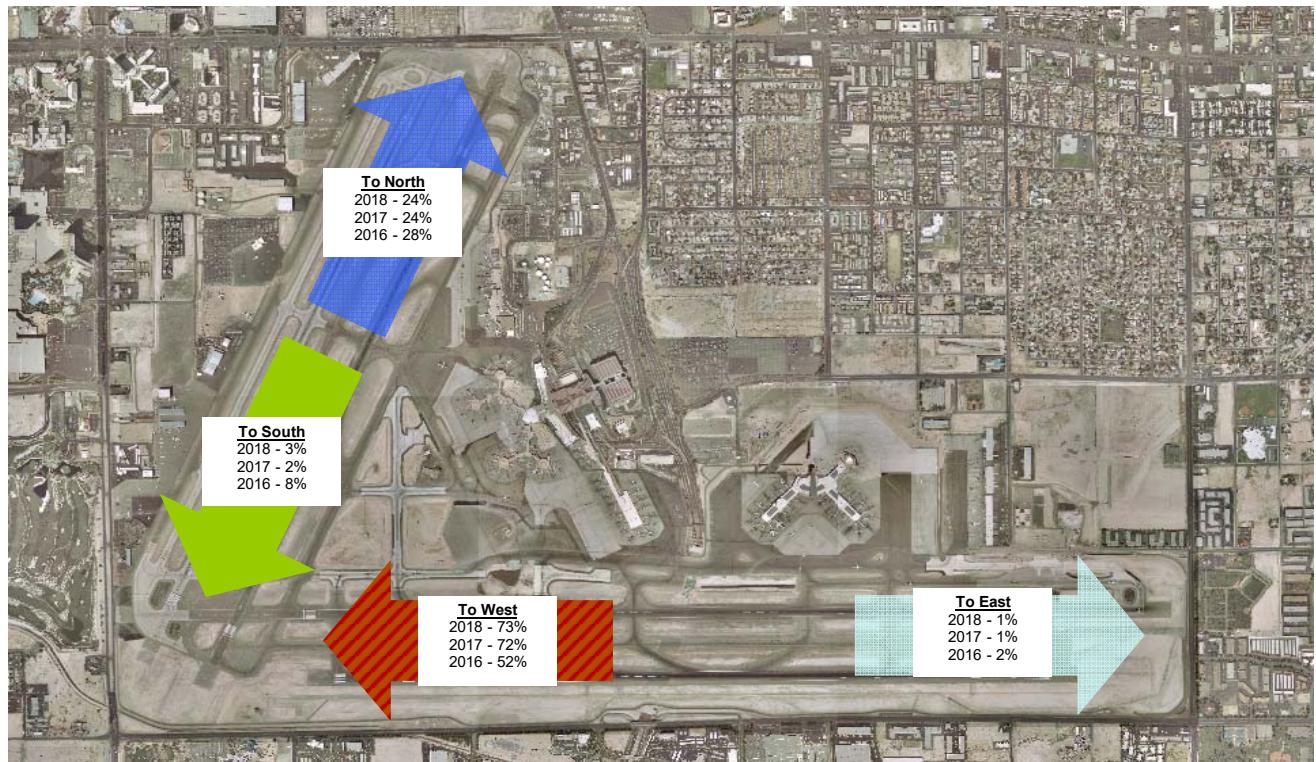 To North
2018 - 24%
2017 - 24%
2016 - 28%
To South
2018 - 3%
2017 - 2%
2016 - 8%
To West
2018 - 73%
2017 - 72%
2016 - 52%
To East
2018 - 1%
2017 - 1%
2016 - 2%